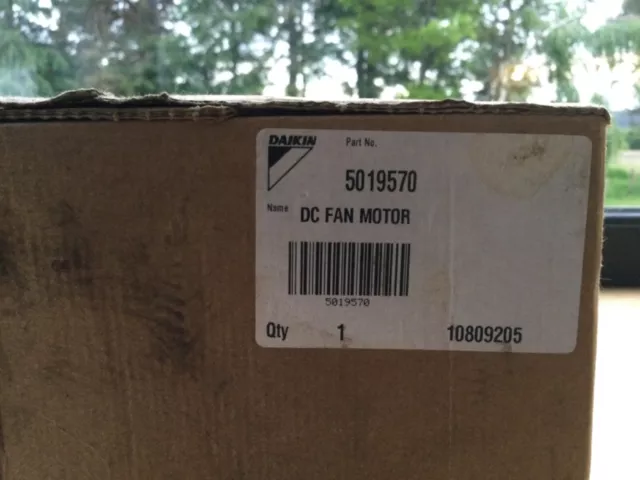 DAIKIN
Part No.
5019570
Name DC FAN MOTOR
5019570
Qty 1 10809205